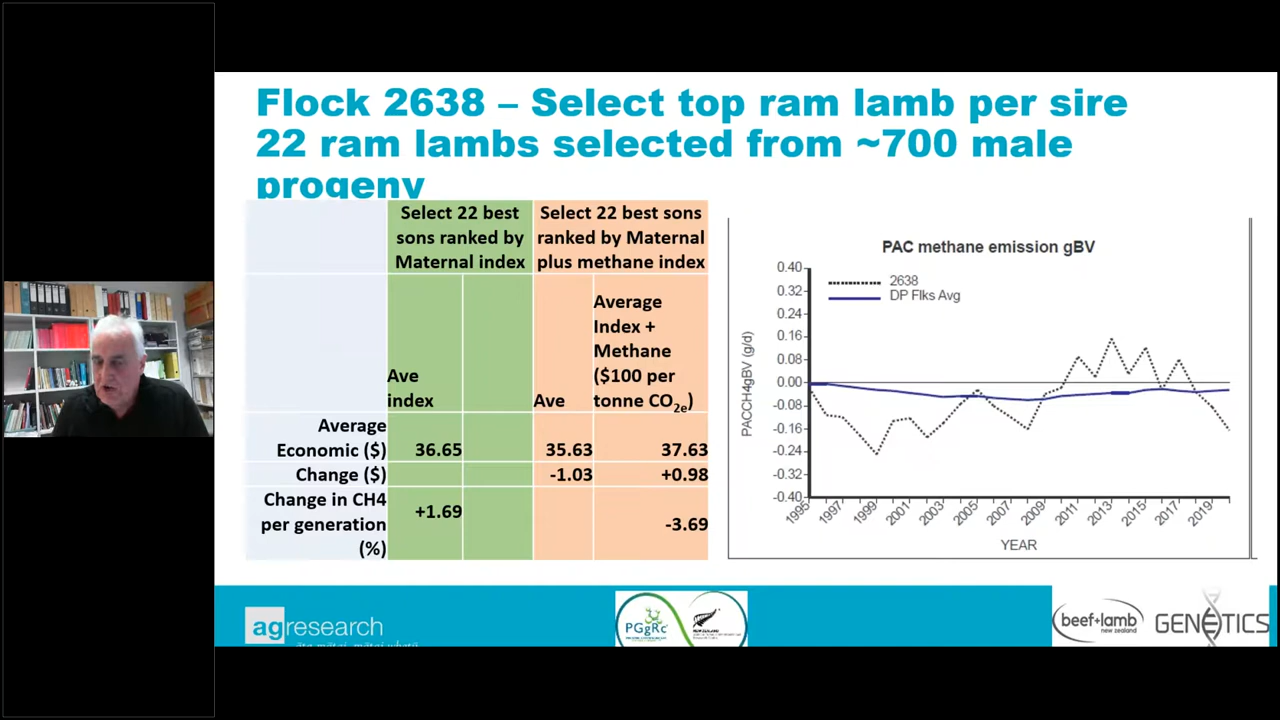 Flock 2638 – Select top ram lamb per sire
22 ram lambs selected from ~700 male
progeny
Select 22 best
sons ranked by
Maternal index
Select 22 best sons
ranked by Maternal
plus methane index
Ave
index
Ave
Average
Index +
Methane
($100 per
tonne CO2e)
Average
Economic ($)
36.65
35.63
37.63
Change ($)
-1.03
+0.98
Change in CH4
per generation
(%)
+1.69
-3.69
PAC methane emission gBV
2638
DP Flks Avg
PACCH4gBV (g/d)
0.40
0.32
0.24
0.16
0.08
0.00
-0.08
-0.16
-0.24
-0.32
-0.40
1995
1997
1999
2001
2003
2005
2007
2009
2011
2013
2015
2017
2019
YEAR
agresearch
āta mātai, mātai whetū
PGgRc
beef+lamb
new zealand
GENETICS